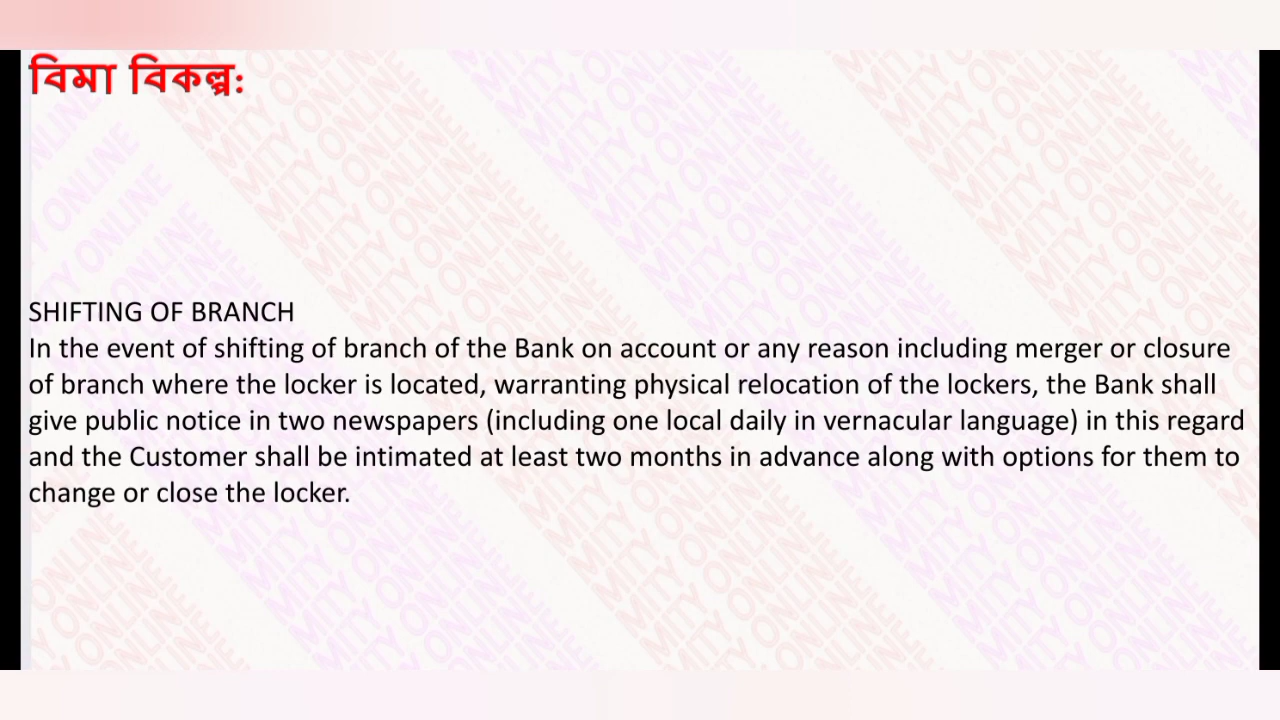 বিমা বিকল্প:
SHIFTING OF BRANCH
In the event of shifting of branch of the Bank on account or any reason including merger or closure
of branch where the locker is located, warranting physical relocation of the lockers, the Bank shall
give public notice in two newspapers (including one local daily in vernacular language) in this regard
and the Customer shall be intimated at least two months in advance along with options for them to
change or close the locker.